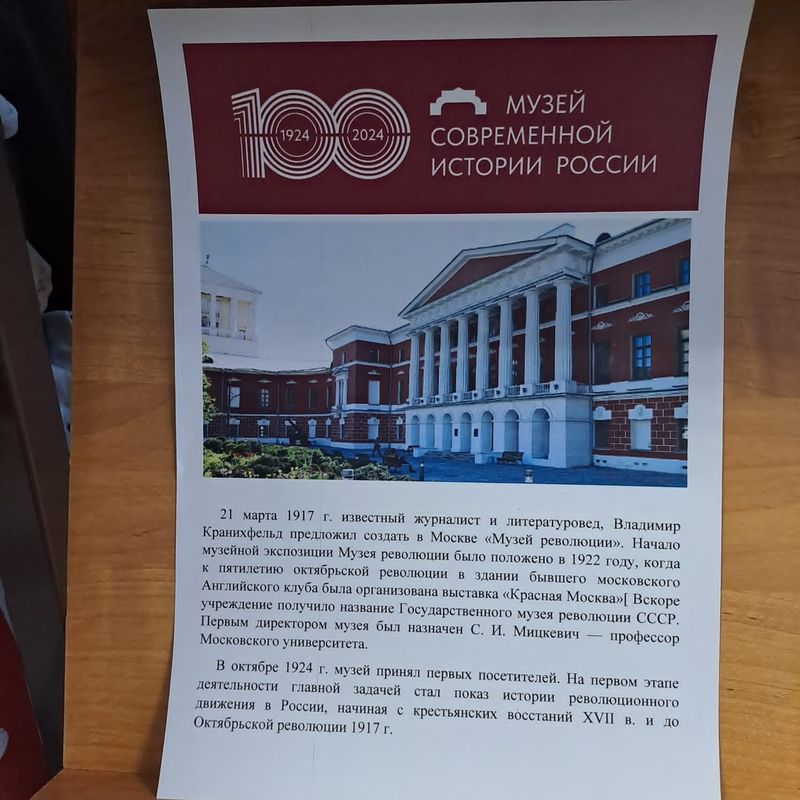 100
1924
2024
МУЗЕЙ
СОВРЕМЕННОЙ
ИСТОРИИ РОССИИ
21 марта 1917 г. известный журналист и литературовед, Владимир
Кранихфельд предложил создать в Москве «Музей революции». Начало
музейной экспозиции Музея революции было положено в 1922 году, когда
к пятилетию октябрьской революции в здании бывшего московского
Английского клуба была организована выставка «Красная Москва»[ Вскоре
учреждение получило название Государственного музея революции СССР.
Первым директором музея был назначен С. И. Мицкевич — профессор
Московского университета.
В октябре 1924 г. музей принял первых посетителей. На первом этапе
деятельности главной задачей стал показ истории революционного
движения в России, начиная с крестьянских восстаний XVII в. и до
Октябрьской революции 1917 г.